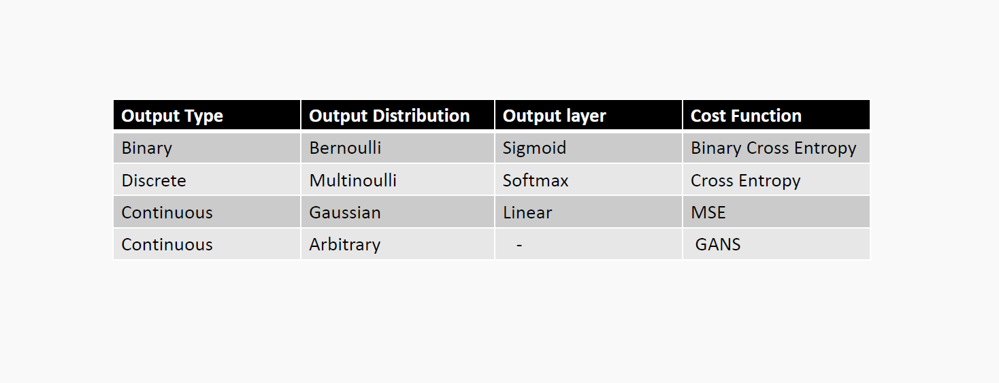 Output Type Output Distribution Output layer Cost Function
Binary Bernoulli Sigmoid Binary Cross Entropy
Discrete Multinoulli Softmax Cross Entropy
Continuous Gaussian Linear MSE
Continuous Arbitrary - GANS